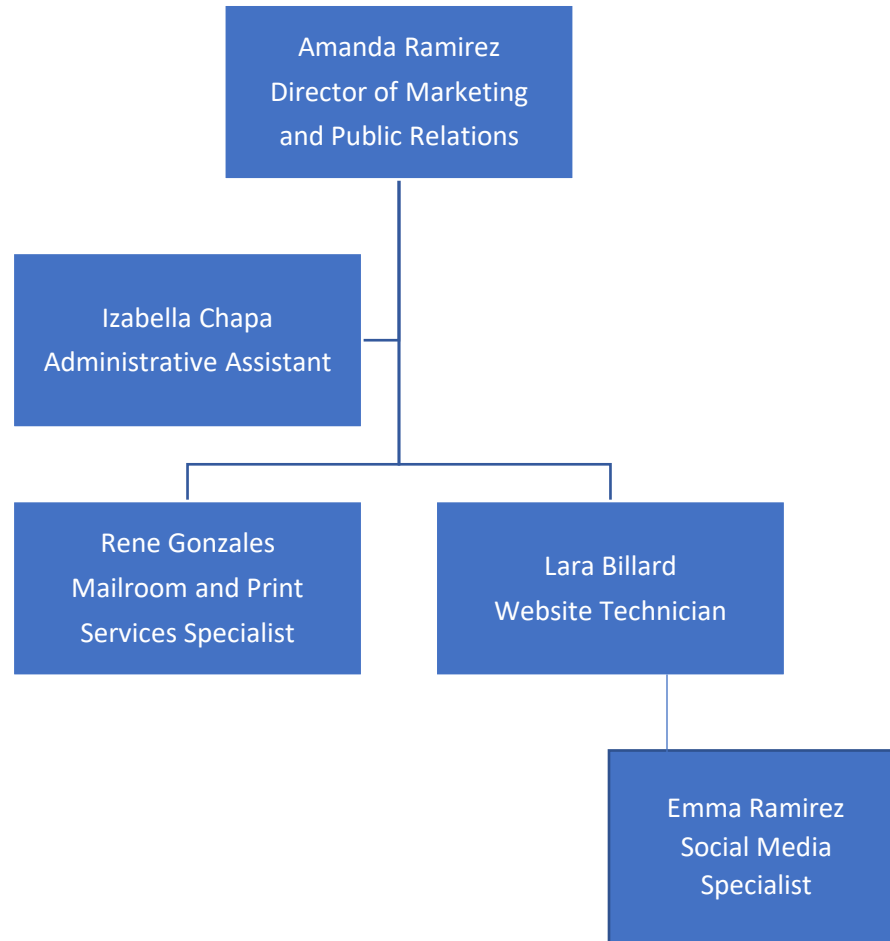 Amanda Ramirez
Director of Marketing
and Public Relations
Izabella Chapa
Administrative Assistant
Rene Gonzales
Mailroom and Print
Services Specialist
Lara Billard
Website Technician
Emma Ramirez
Social Media
Specialist